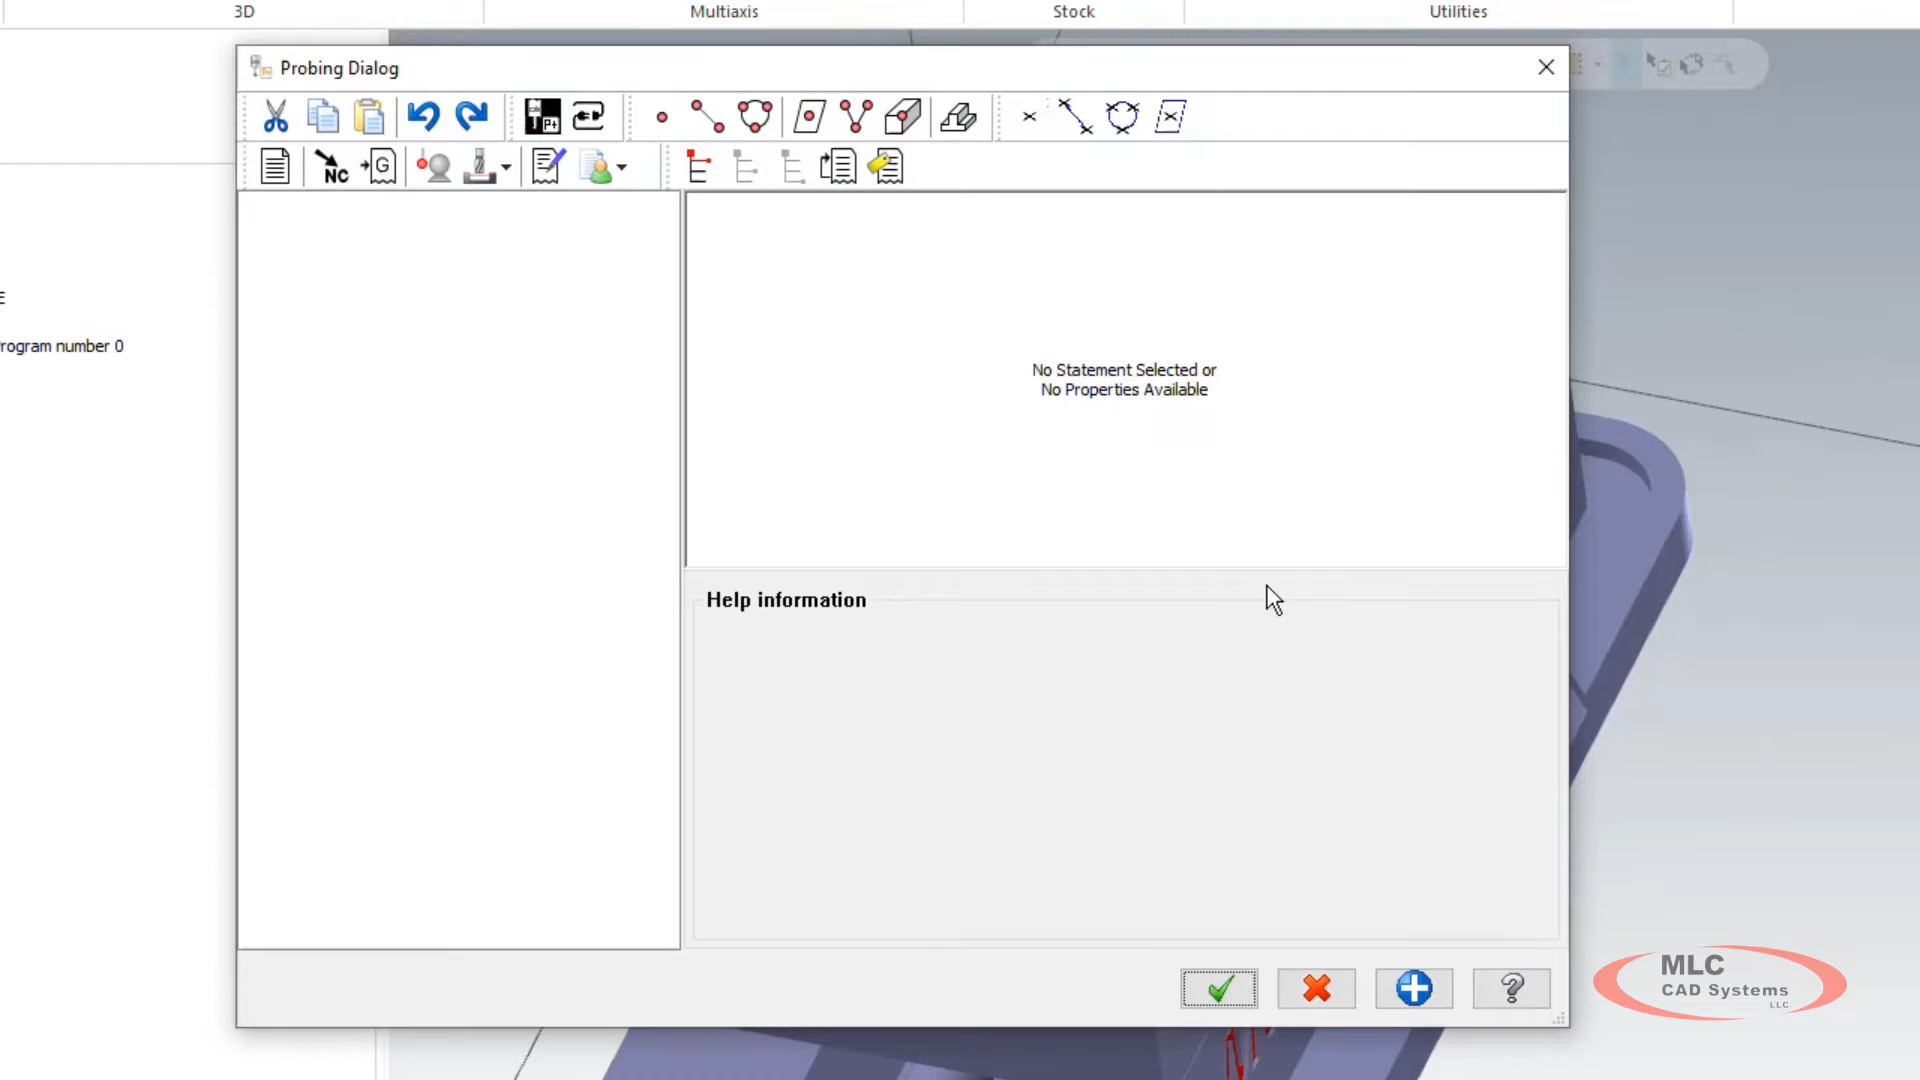 3D
Multiaxis
Stock
Utilities
Probing Dialog
P+
NC
G
E
rogram number 0
No Statement Selected or
No Properties Available
Help information
MLC
CAD Systems
LLC